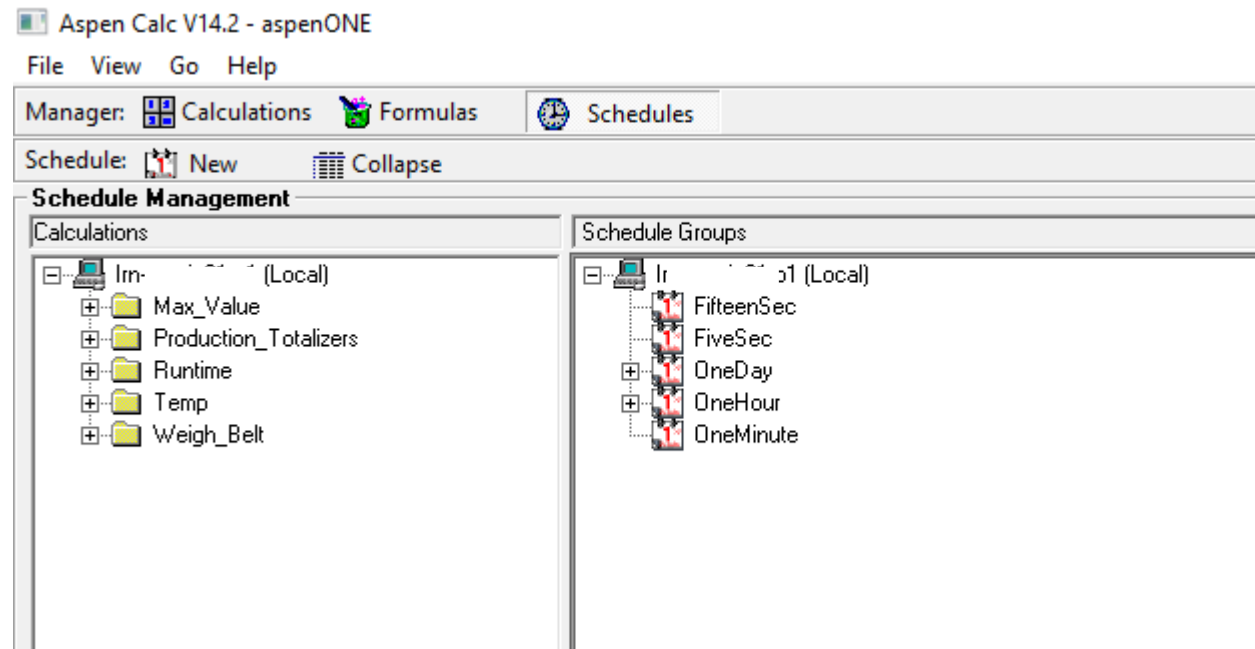 Aspen Calc V14.2 - aspenONE
File View Go Help
Manager: Calculations Formulas Schedules
Schedule: New Collapse
Schedule Management
Calculations
(Local)
Max_Value
Production_Totalizers
Runtime
Temp
Weigh_Belt
Schedule Groups
(Local)
FifteenSec
FiveSec
OneDay
OneHour
OneMinute